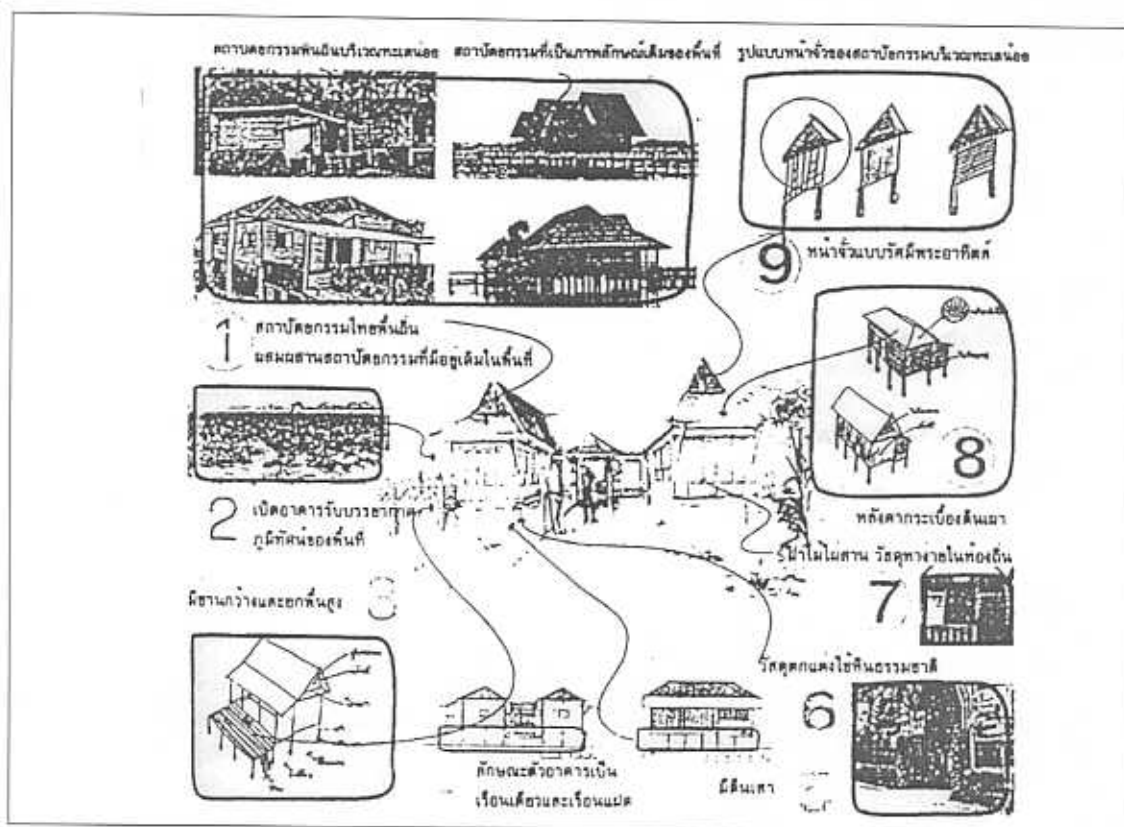 สถาปัตยกรรมพื้นถิ่นบริเวณทะเลน้อย
สถาปัตยกรรมที่เป็นภาพลักษณ์เดิมของพื้นที่
รูปแบบหน้าจั่วของสถาปัตยกรรมบริเวณทะเลน้อย
9
หน้าจั่วแบบรัศมีพระอาทิตย์
1
สถาปัตยกรรมไทยพื้นถิ่น
ผสมผสานสถาปัตยกรรมที่มีอยู่เดิมในพื้นที่
8
หลังคากระเบื้องดินเผา
2
เปิดอาคารรับบรรยากาศ
ภูมิทัศน์ของพื้นที่
ฝาไม้ไผ่สาน วัสดุหาง่ายในท้องถิ่น
7
มีชานกว้างและยกพื้นสูง
3
วัสดุตกแต่งใช้หินธรรมชาติ
6
ลักษณะตัวอาคารเป็น
เรือนเดี่ยวและเรือนแฝด
มีตีนเสา